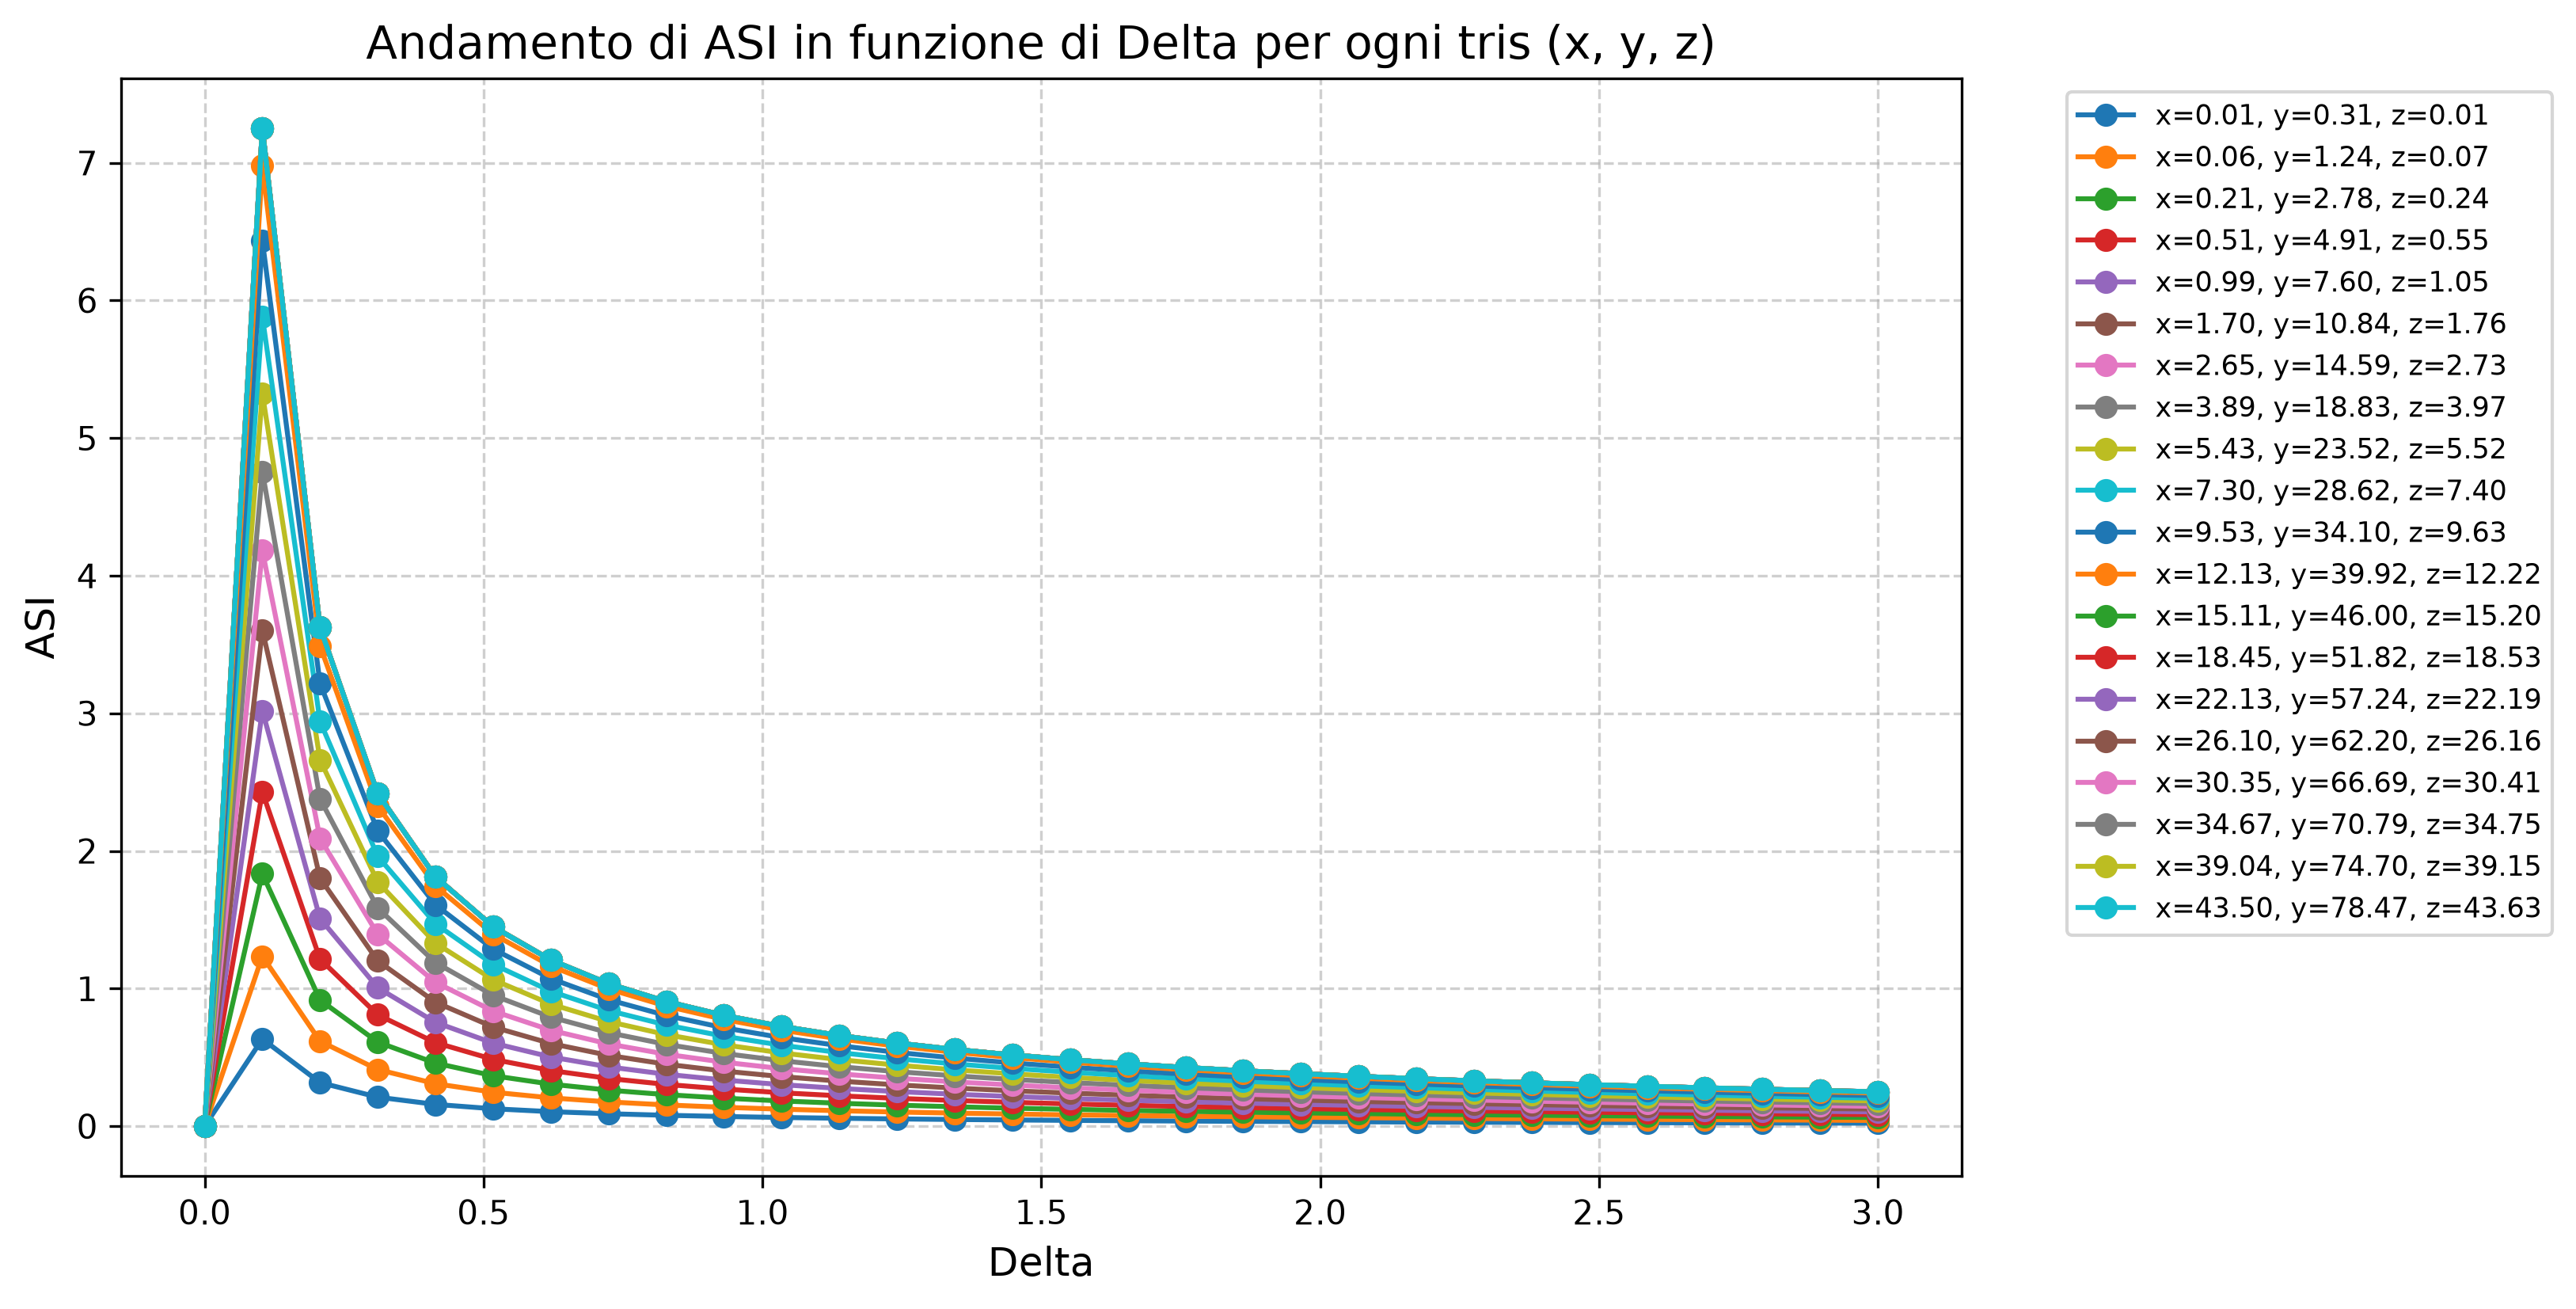 Andamento di ASI in funzione di Delta per ogni tris (x, y, z)
ASI
7
6
5
4
3
2
1
0
0.0 0.5 1.0 1.5 2.0 2.5 3.0
Delta
x=0.01, y=0.31, z=0.01
x=0.06, y=1.24, z=0.07
x=0.21, y=2.78, z=0.24
x=0.51, y=4.91, z=0.55
x=0.99, y=7.60, z=1.05
x=1.70, y=10.84, z=1.76
x=2.65, y=14.59, z=2.73
x=3.89, y=18.83, z=3.97
x=5.43, y=23.52, z=5.52
x=7.30, y=28.62, z=7.40
x=9.53, y=34.10, z=9.63
x=12.13, y=39.92, z=12.22
x=15.11, y=46.00, z=15.20
x=18.45, y=51.82, z=18.53
x=22.13, y=57.24, z=22.19
x=26.10, y=62.20, z=26.16
x=30.35, y=66.69, z=30.41
x=34.67, y=70.79, z=34.75
x=39.04, y=74.70, z=39.15
x=43.50, y=78.47, z=43.63